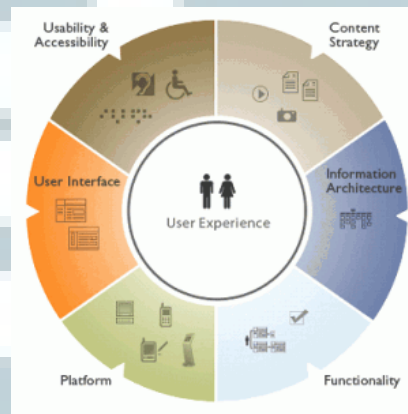 Usability &
Accessibility
Content
Strategy
User Interface
Information
Architecture
User Experience
Platform
Functionality